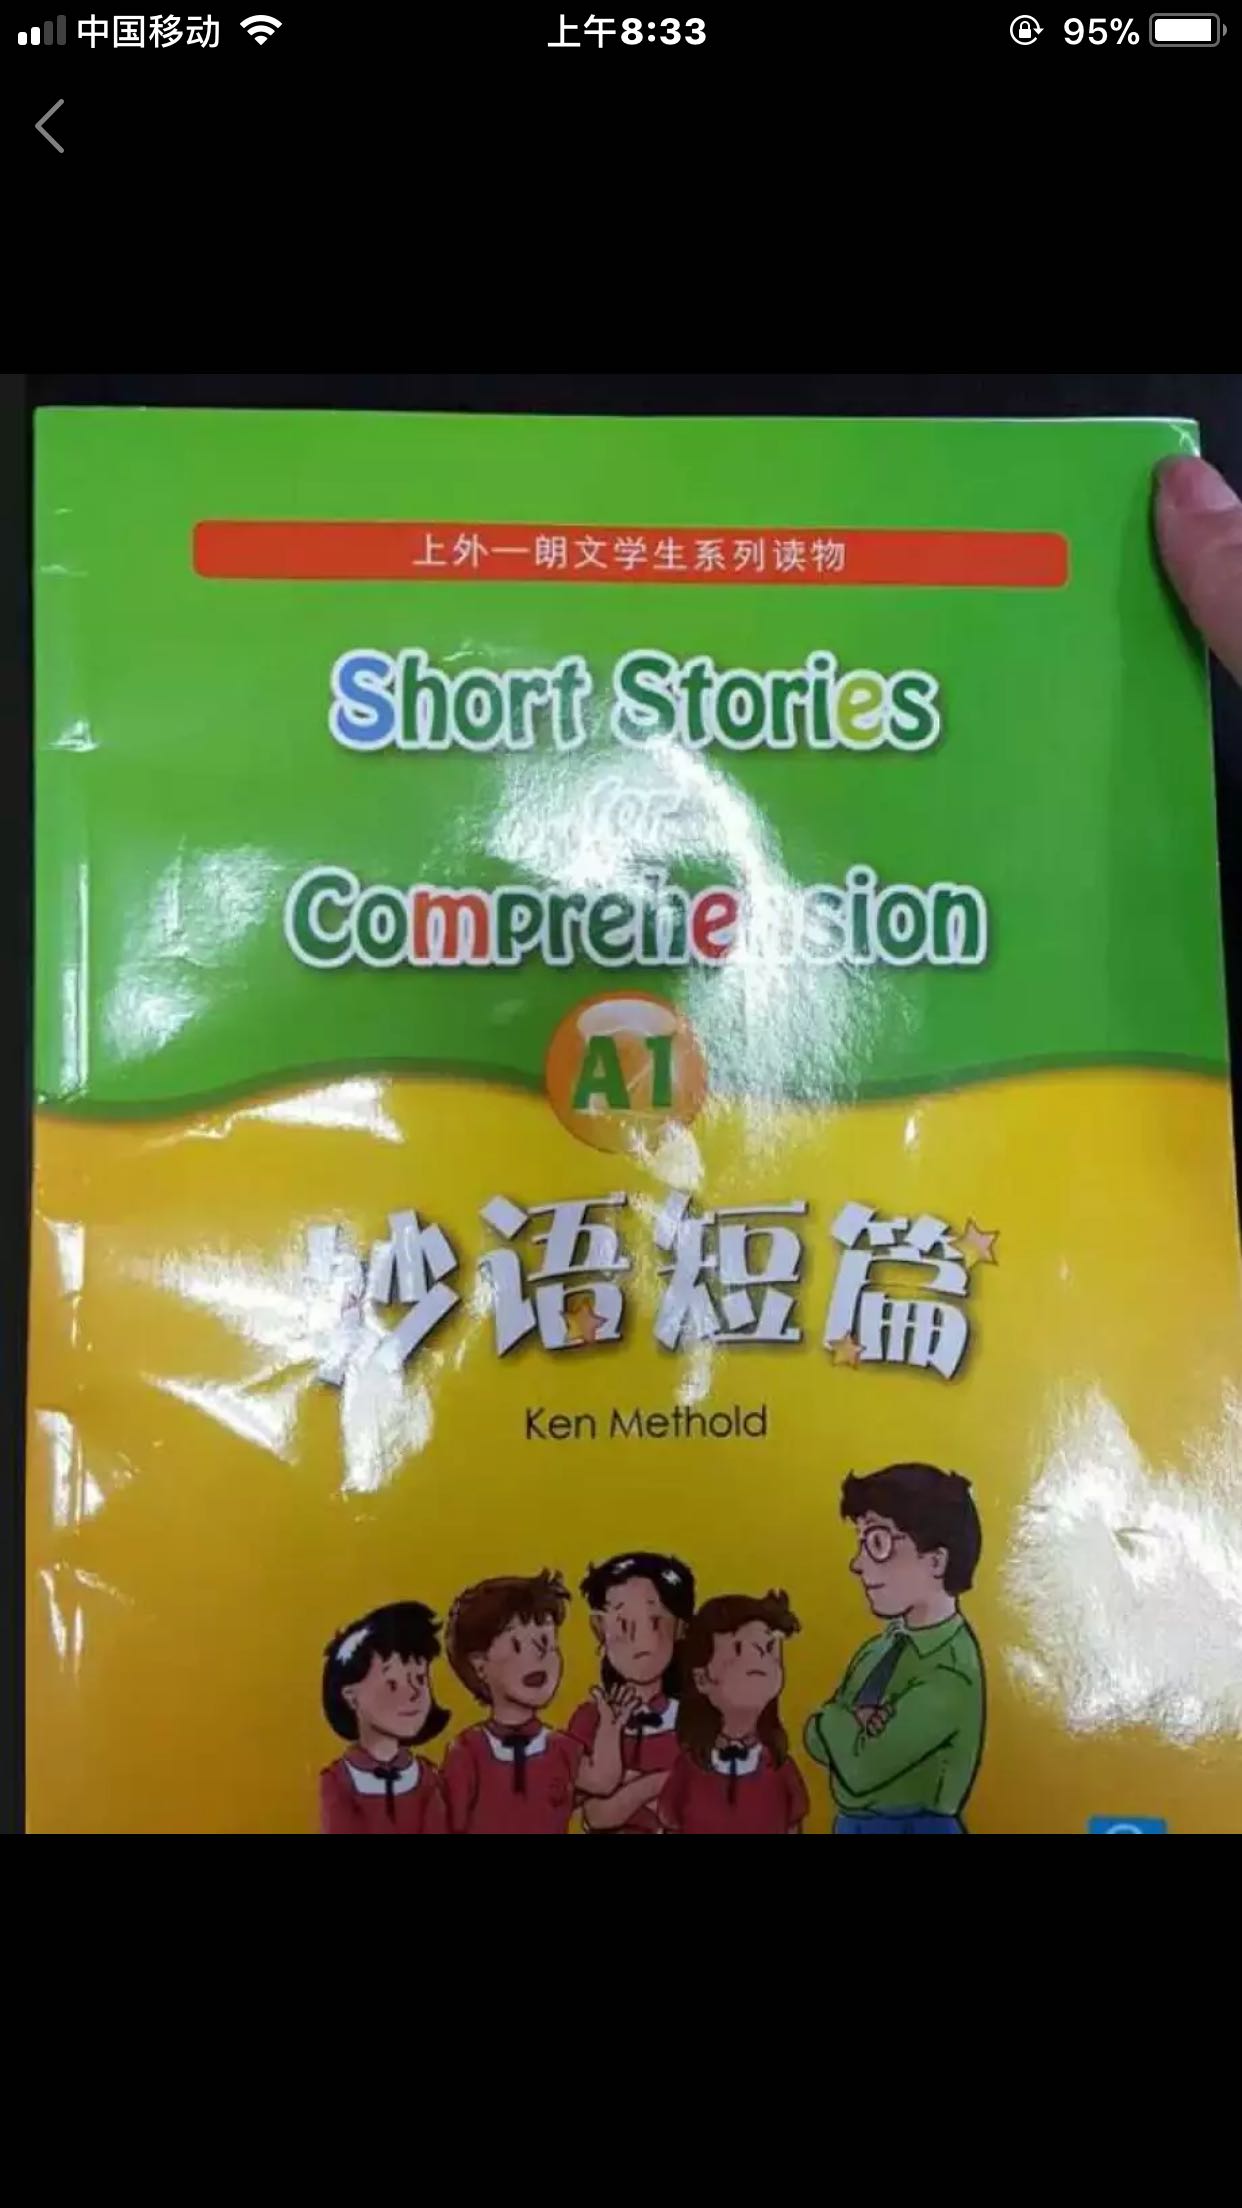 中国移动 上午8:33 95%
上外—朗文学生系列读物
Short Stories
for
Comprehension
A1
妙语短篇
Ken Methold